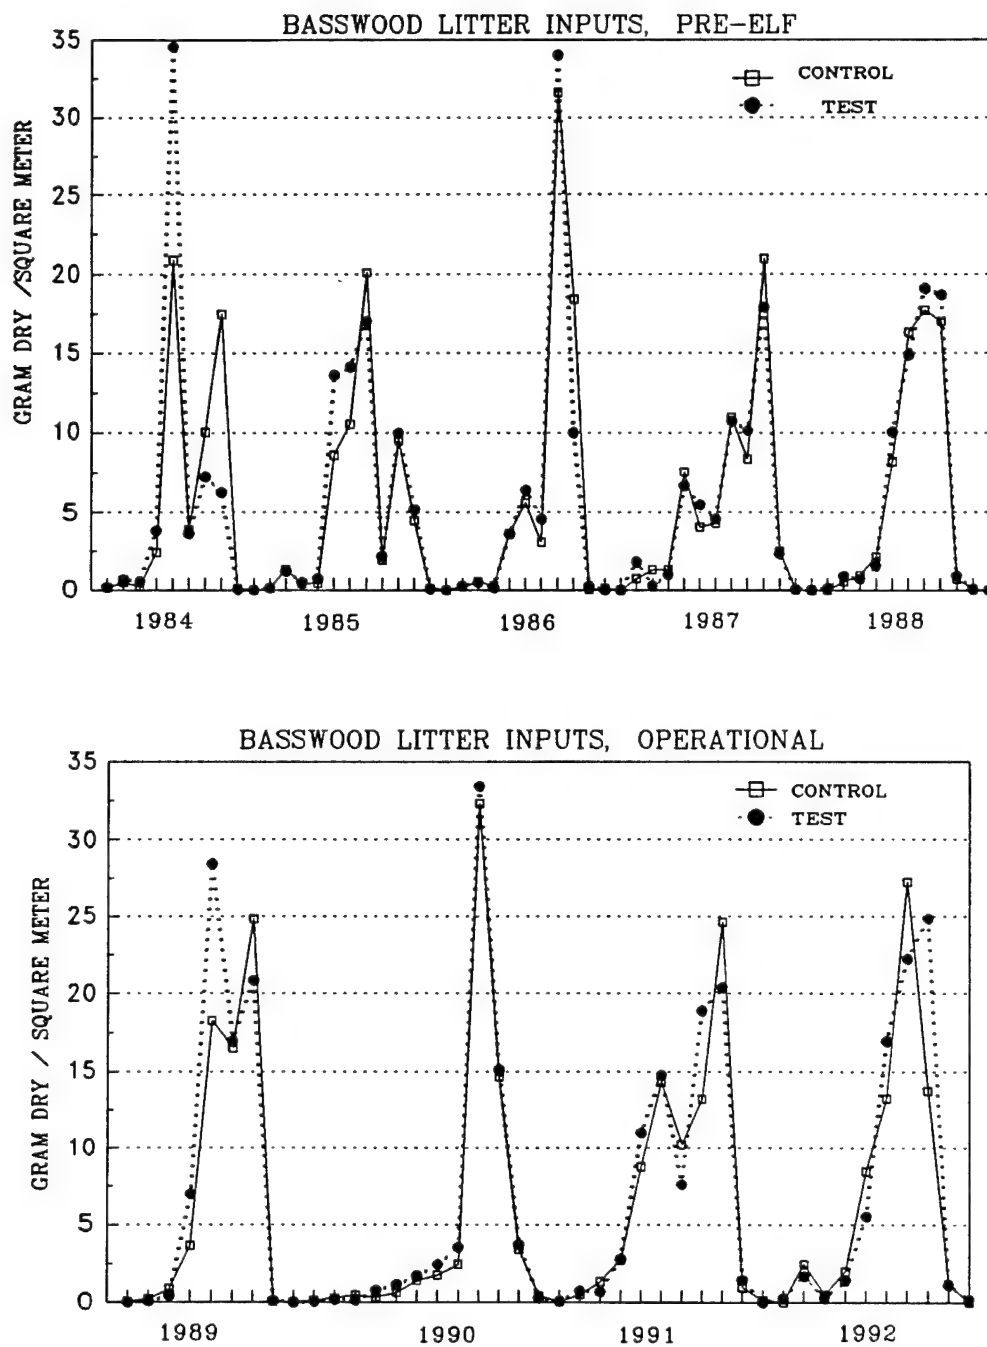 BASSWOOD LITTER INPUTS, PRE-ELF
35
30
25
20
15
10
5
0
GRAM DRY /SQUARE METER
CONTROL
TEST
1984 1985 1986 1987 1988
BASSWOOD LITTER INPUTS, OPERATIONAL
35
30
25
20
15
10
5
0
GRAM DRY / SQUARE METER
CONTROL
TEST
1989 1990 1991 1992